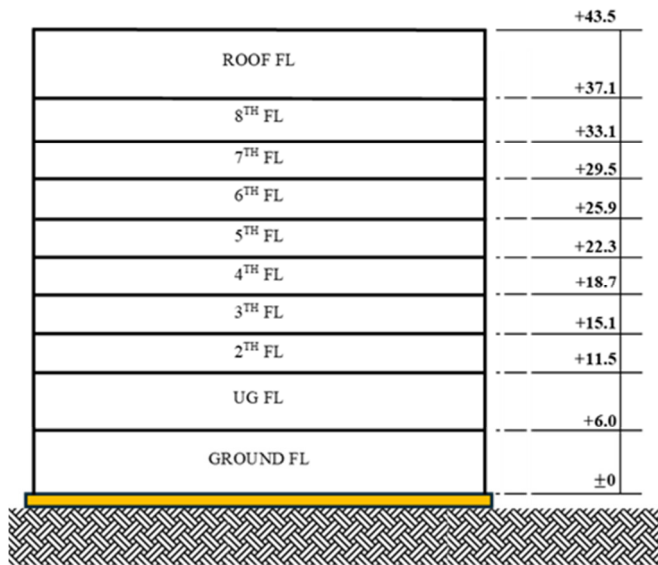 +43.5
ROOF FL
+37.1
8TH FL
+33.1
7TH FL
+29.5
6TH FL
+25.9
5TH FL
+22.3
4TH FL
+18.7
3TH FL
+15.1
2TH FL
+11.5
UG FL
+6.0
GROUND FL
±0